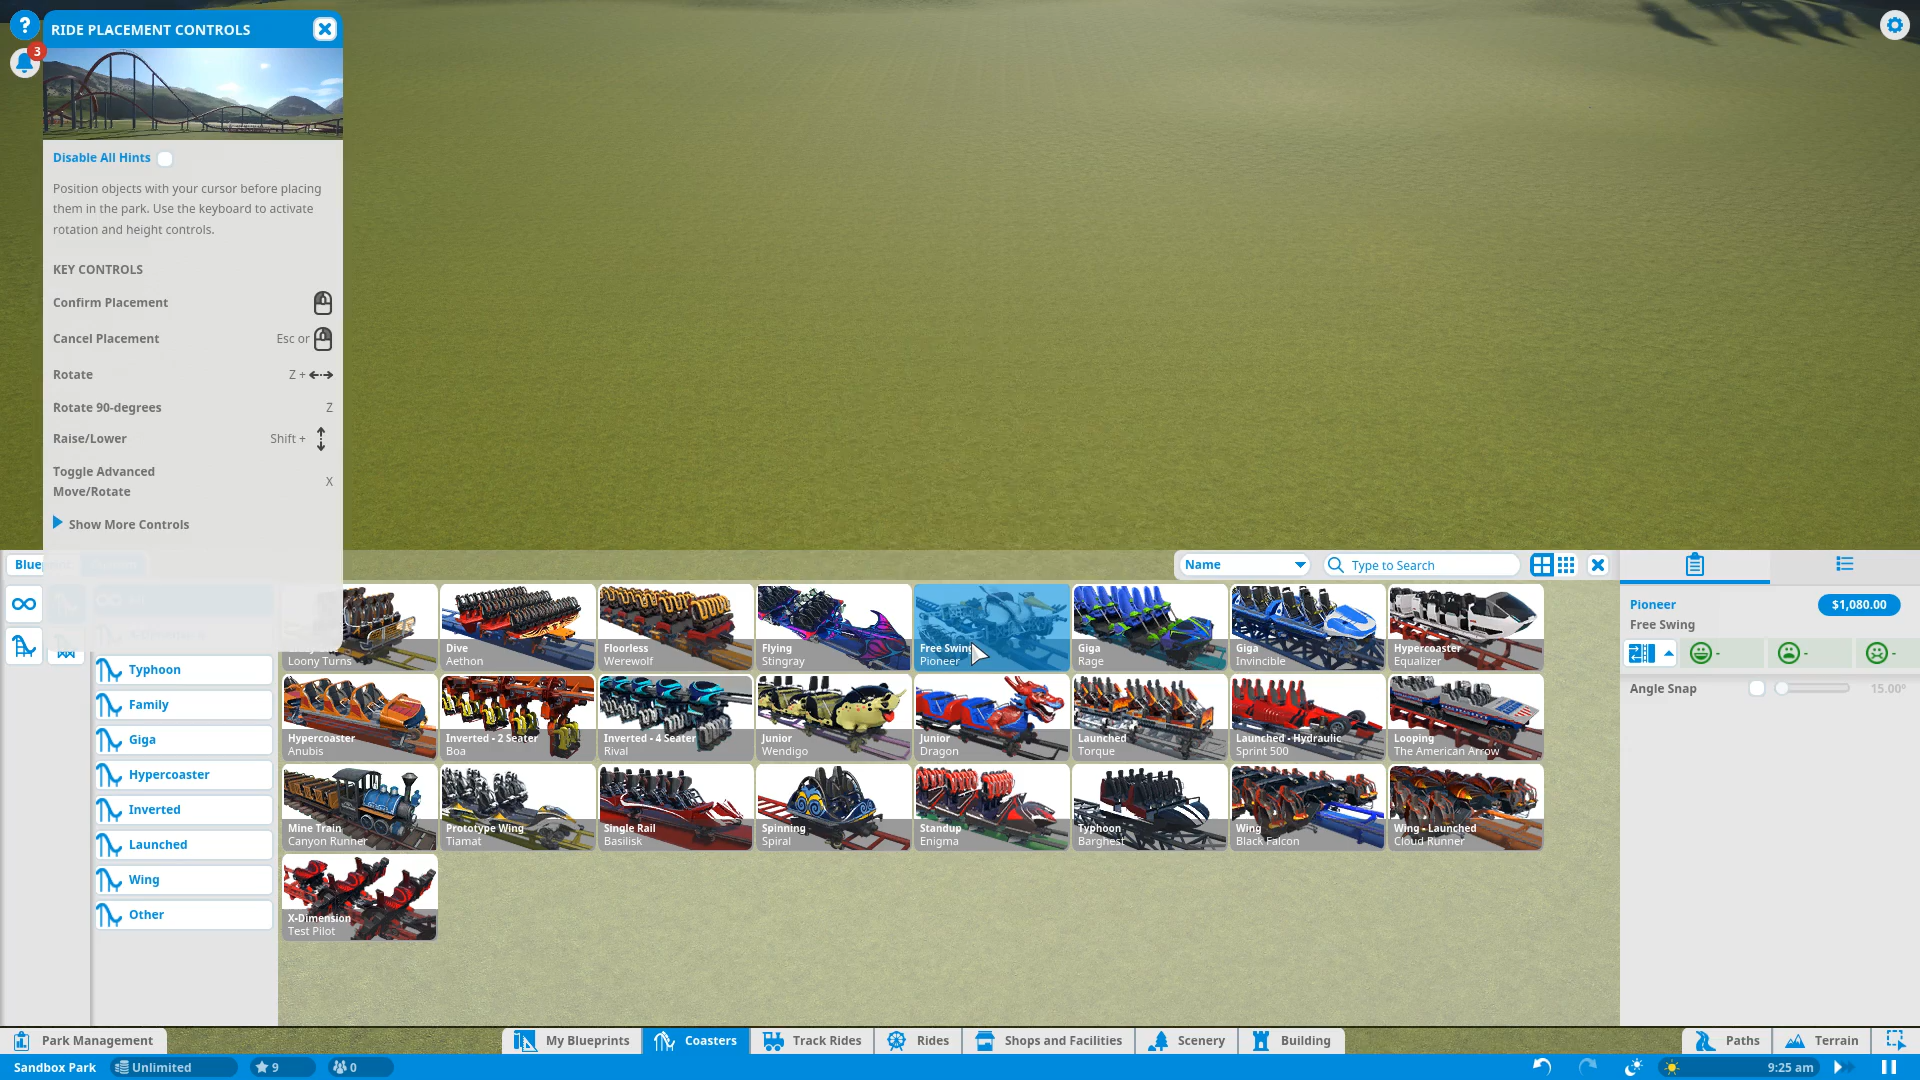 ?
3
RIDE PLACEMENT CONTROLS
Disable All Hints
Position objects with your cursor before placing
them in the park. Use the keyboard to activate
rotation and height controls.
KEY CONTROLS
Confirm Placement
Cancel Placement Esc or
Rotate Z +
Rotate 90-degrees Z
Raise/Lower Shift +
Toggle Advanced
Move/Rotate X
Show More Controls
Name
Type to Search
Loony Turns
Dive
Aethon
Floorless
Werewolf
Flying
Stingray
Free Swing
Pioneer
Giga
Rage
Giga
Invincible
Hypercoaster
Equalizer
Hypercoaster
Anubis
Inverted - 2 Seater
Boa
Inverted - 4 Seater
Rival
Junior
Wendigo
Junior
Dragon
Launched
Torque
Launched - Hydraulic
Sprint 500
Looping
The American Arrow
Mine Train
Canyon Runner
Prototype Wing
Tiamat
Single Rail
Basilisk
Spinning
Spiral
Standup
Enigma
Typhoon
Barghest
Wing
Black Falcon
Wing - Launched
Cloud Runner
X-Dimension
Test Pilot
Typhoon
Family
Giga
Hypercoaster
Inverted
Launched
Wing
Other
Pioneer
$1,080.00
Free Swing
- - -
Angle Snap 15.00°
Park Management
My Blueprints
Coasters
Track Rides
Rides
Shops and Facilities
Scenery
Building
Paths
Terrain
Sandbox Park
Unlimited
9
0
9:25 am